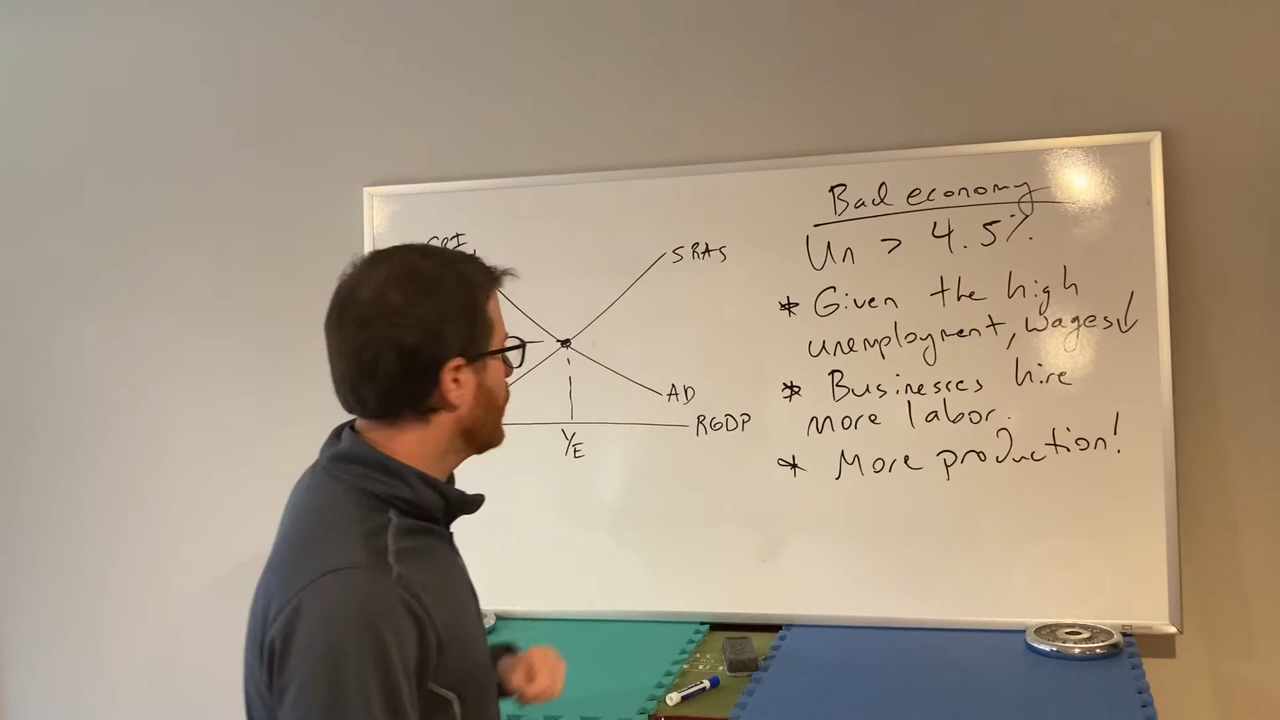 CPI
SRAS
AD
RGDP
YE
Bad economy
Un > 4.5%
* Given the high
unemployment, wages↓
* Businesses hire
more labor.
* More production!